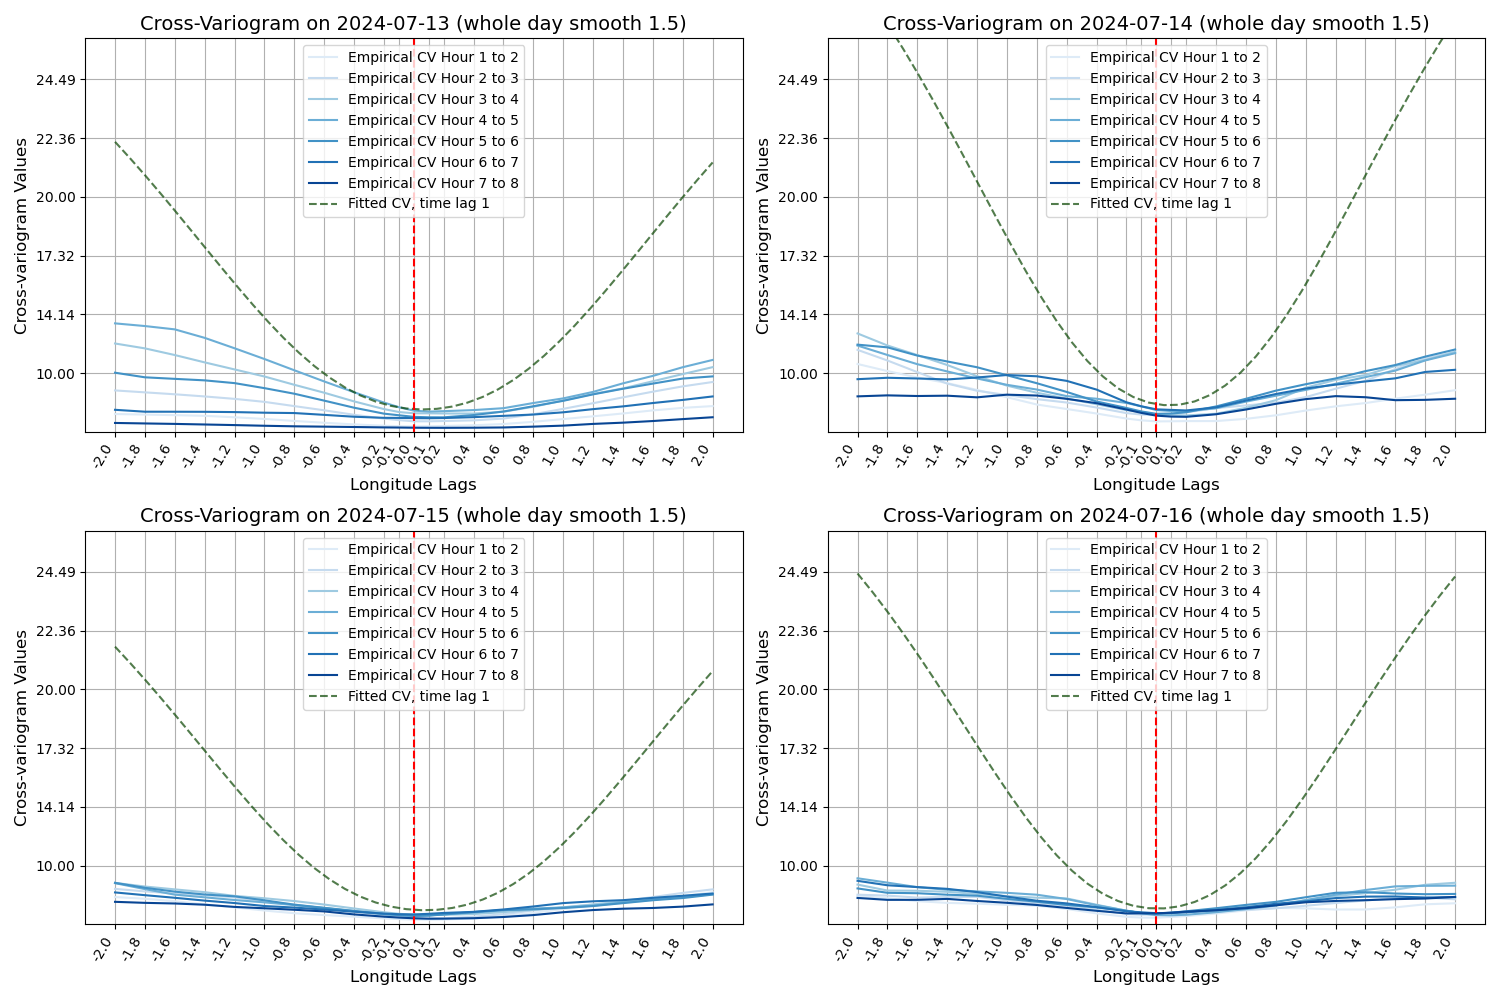 Cross-Variogram on 2024-07-13 (whole day smooth 1.5)
Cross-variogram Values
24.49
22.36
20.00
17.32
14.14
10.00
Empirical CV Hour 1 to 2
Empirical CV Hour 2 to 3
Empirical CV Hour 3 to 4
Empirical CV Hour 4 to 5
Empirical CV Hour 5 to 6
Empirical CV Hour 6 to 7
Empirical CV Hour 7 to 8
Fitted CV, time lag 1
-2.0 -1.8 -1.6 -1.4 -1.2 -1.0 -0.8 -0.6 -0.4 -0.2 -0.1 0.0 0.1 0.2 0.4 0.6 0.8 1.0 1.2 1.4 1.6 1.8 2.0
Longitude Lags
Cross-Variogram on 2024-07-14 (whole day smooth 1.5)
Cross-variogram Values
24.49
22.36
20.00
17.32
14.14
10.00
Empirical CV Hour 1 to 2
Empirical CV Hour 2 to 3
Empirical CV Hour 3 to 4
Empirical CV Hour 4 to 5
Empirical CV Hour 5 to 6
Empirical CV Hour 6 to 7
Empirical CV Hour 7 to 8
Fitted CV, time lag 1
-2.0 -1.8 -1.6 -1.4 -1.2 -1.0 -0.8 -0.6 -0.4 -0.2 -0.1 0.0 0.1 0.2 0.4 0.6 0.8 1.0 1.2 1.4 1.6 1.8 2.0
Longitude Lags
Cross-Variogram on 2024-07-15 (whole day smooth 1.5)
Cross-variogram Values
24.49
22.36
20.00
17.32
14.14
10.00
Empirical CV Hour 1 to 2
Empirical CV Hour 2 to 3
Empirical CV Hour 3 to 4
Empirical CV Hour 4 to 5
Empirical CV Hour 5 to 6
Empirical CV Hour 6 to 7
Empirical CV Hour 7 to 8
Fitted CV, time lag 1
-2.0 -1.8 -1.6 -1.4 -1.2 -1.0 -0.8 -0.6 -0.4 -0.2 -0.1 0.0 0.1 0.2 0.4 0.6 0.8 1.0 1.2 1.4 1.6 1.8 2.0
Longitude Lags
Cross-Variogram on 2024-07-16 (whole day smooth 1.5)
Cross-variogram Values
24.49
22.36
20.00
17.32
14.14
10.00
Empirical CV Hour 1 to 2
Empirical CV Hour 2 to 3
Empirical CV Hour 3 to 4
Empirical CV Hour 4 to 5
Empirical CV Hour 5 to 6
Empirical CV Hour 6 to 7
Empirical CV Hour 7 to 8
Fitted CV, time lag 1
-2.0 -1.8 -1.6 -1.4 -1.2 -1.0 -0.8 -0.6 -0.4 -0.2 -0.1 0.0 0.1 0.2 0.4 0.6 0.8 1.0 1.2 1.4 1.6 1.8 2.0
Longitude Lags